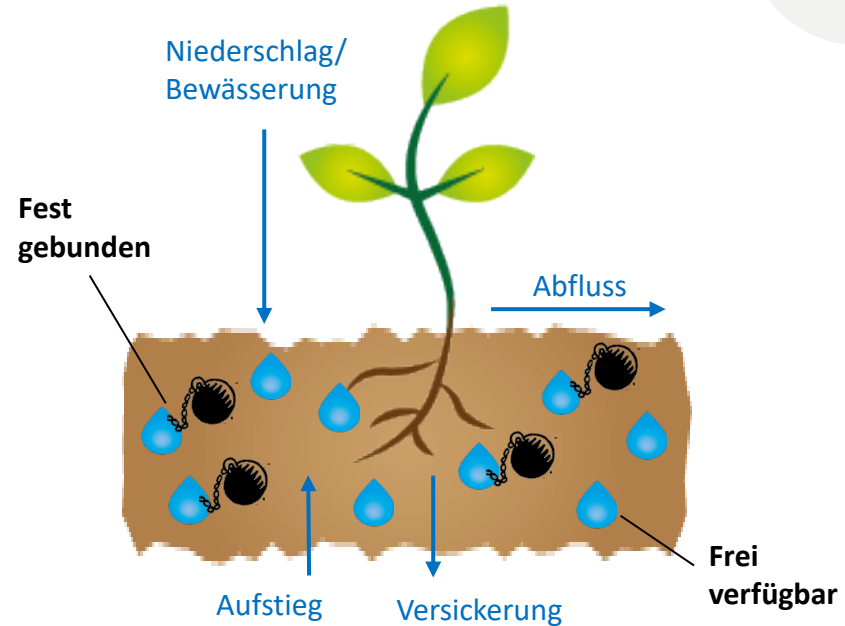 Niederschlag/
Bewässerung
Fest
gebunden
Abfluss
Aufstieg
Versickerung
Frei
verfügbar